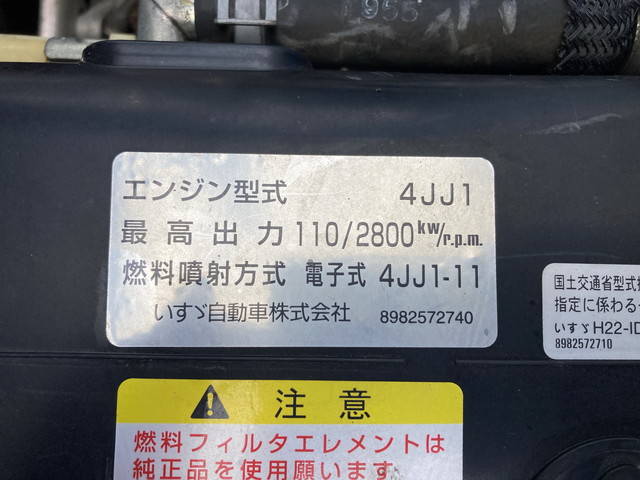 955
エンジン型式 4JJ1
最高出力 110/2800kw/r.p.m.
燃料噴射方式 電子式 4JJ1-11
いすゞ自動車株式会社 8982572740
国土交通省型式
指定に係わる
いすゞH22-ID
8982572710
注意
燃料フィルタエレメントは
純正品を使用願います